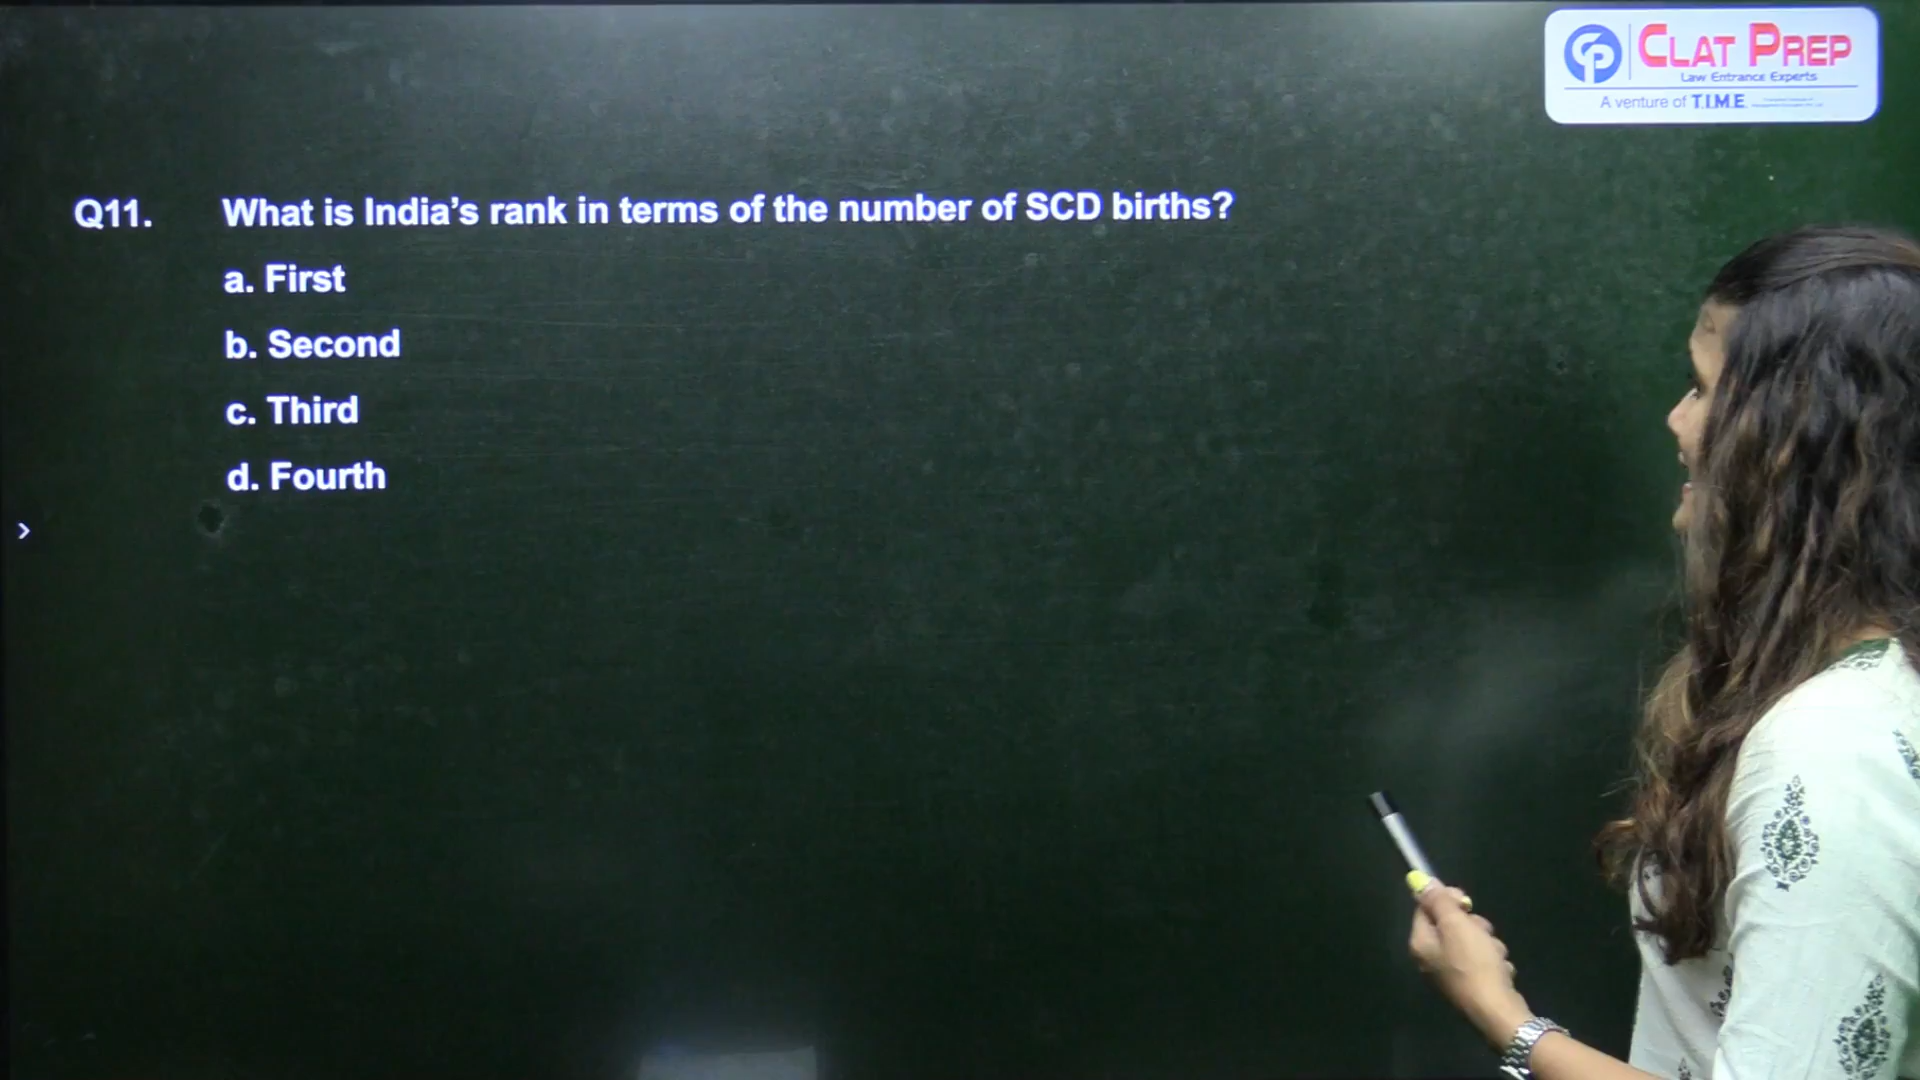 CLAT PREP
Law Entrance Experts
A venture of T.I.M.E.
Q11. What is India’s rank in terms of the number of SCD births?
a. First
b. Second
c. Third
d. Fourth